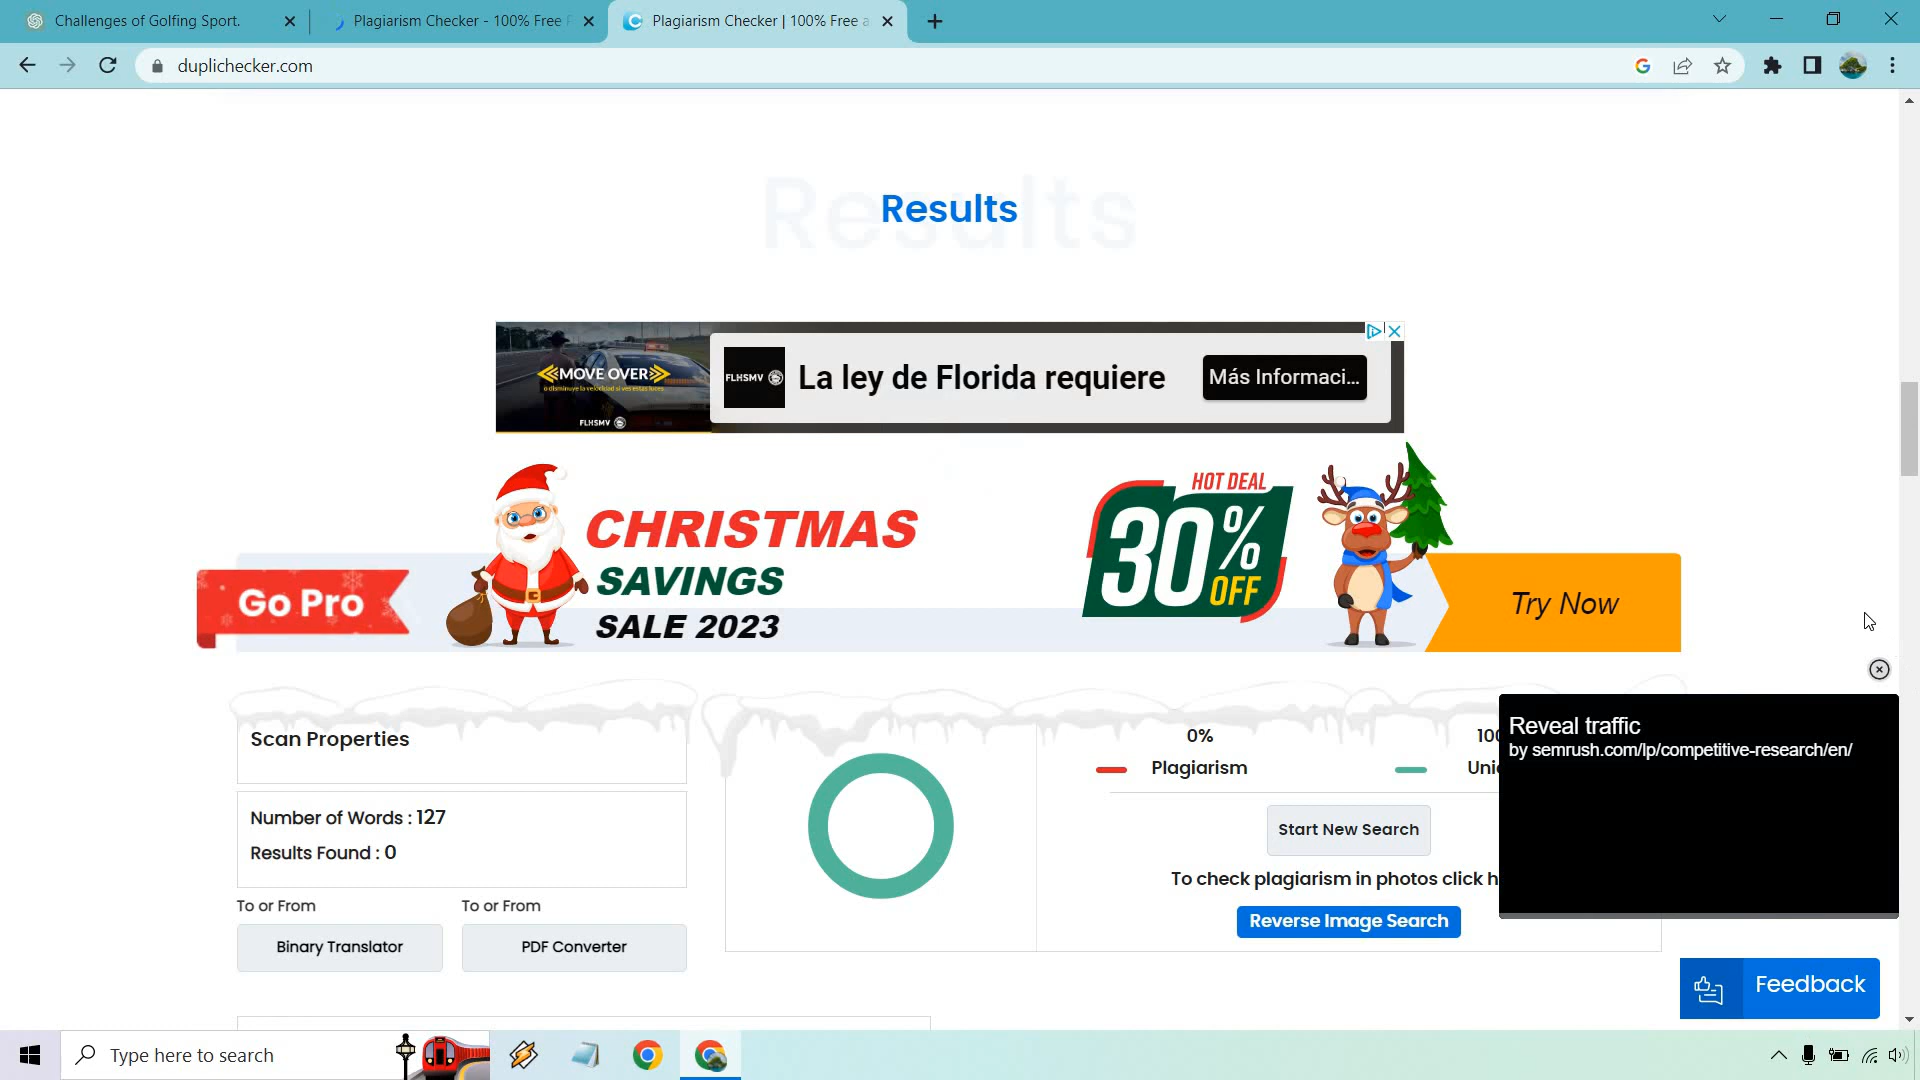 Challenges of Golfing Sport.
Plagiarism Checker - 100% Free
Plagiarism Checker | 100% Free a
duplichecker.com
Results
Results
MOVE OVER
FLHSMV
FLHSMV
La ley de Florida requiere
Más Informaci...
Go Pro
CHRISTMAS
SAVINGS
SALE 2023
HOT DEAL
30% OFF
Try Now
Scan Properties
Number of Words : 127
Results Found : 0
To or From
To or From
Binary Translator
PDF Converter
0%
100
Plagiarism
Uni
Start New Search
To check plagiarism in photos click h
Reverse Image Search
Reveal traffic
by semrush.com/lp/competitive-research/en/
Feedback
Type here to search